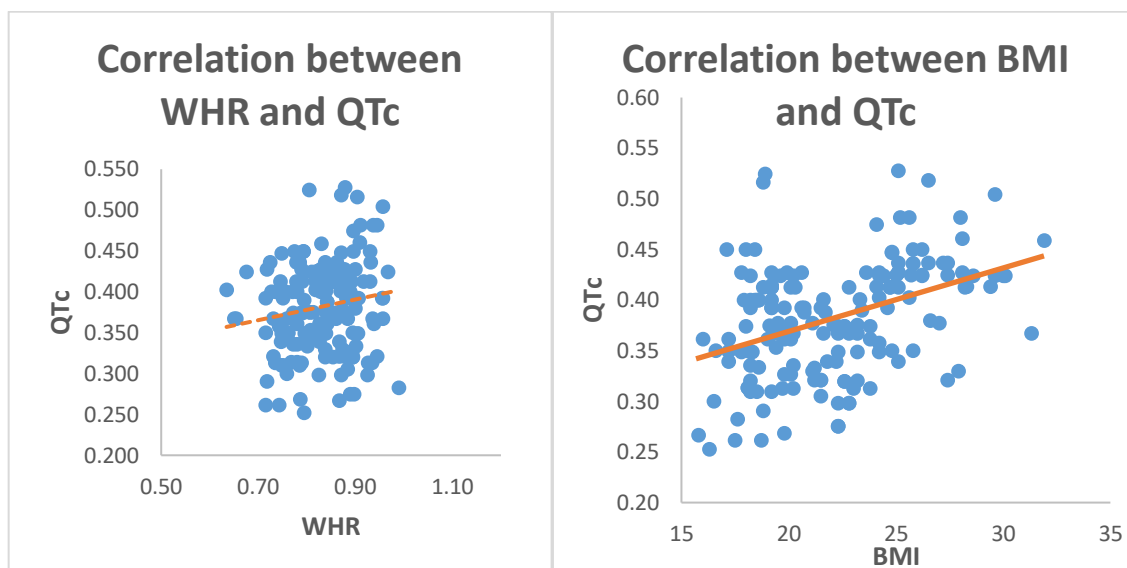 Correlation between
WHR and QTc
0.550
0.500
0.450
0.400
0.350
0.300
0.250
0.200
QTc
0.50 0.70 0.90 1.10
WHR
Correlation between BMI
and QTc
0.60
0.55
0.50
0.45
0.40
0.35
0.30
0.25
0.20
QTc
15 20 25 30 35
BMI